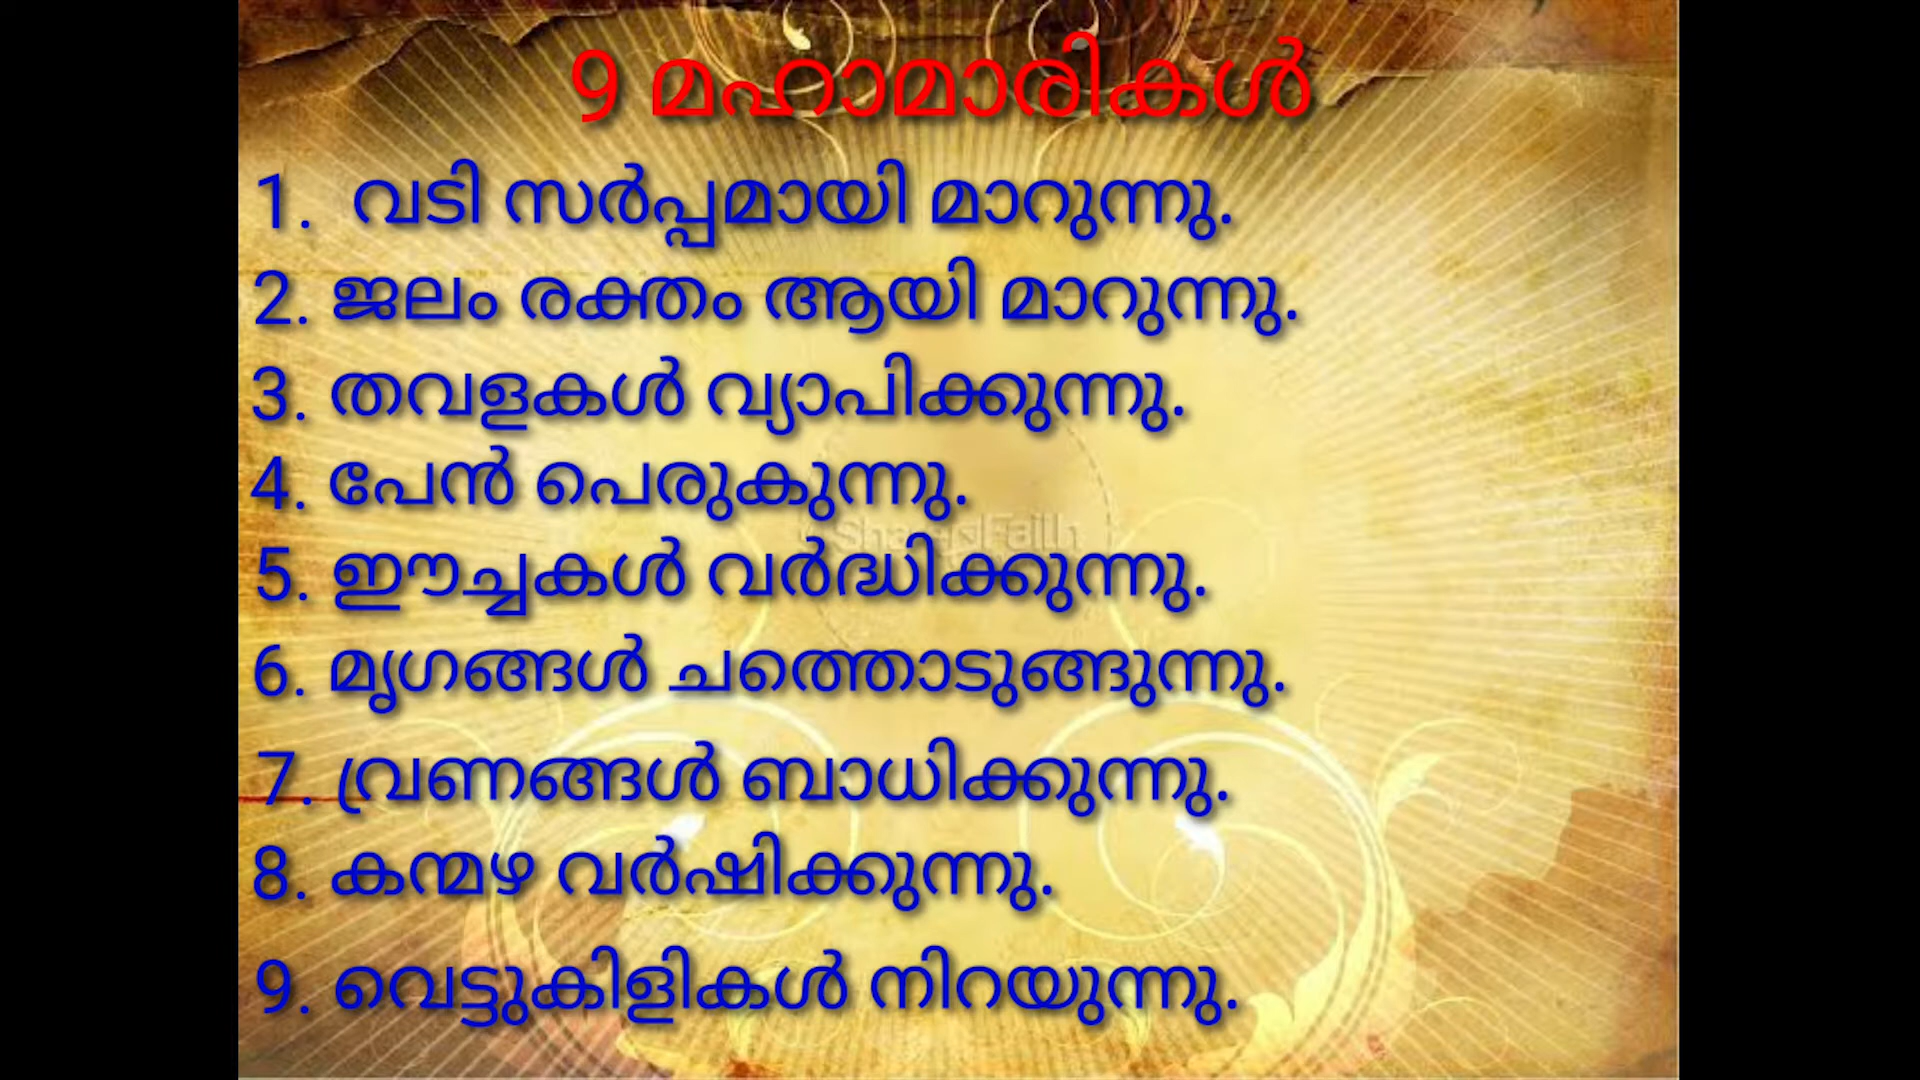 9 മഹാമാരികൾ
1. വടി സർപ്പമായി മാറുന്നു.
2. ജലം രക്തം ആയി മാറുന്നു.
3. തവളകൾ വ്യാപിക്കുന്നു.
4. പേൻ പെരുകുന്നു.
5. ഈച്ചകൾ വർദ്ധിക്കുന്നു.
6. മൃഗങ്ങൾ ചത്തൊടുങ്ങുന്നു.
7. വ്രണങ്ങൾ ബാധിക്കുന്നു.
8. കന്മഴ വർഷിക്കുന്നു.
9. വെട്ടുകിളികൾ നിറയുന്നു.